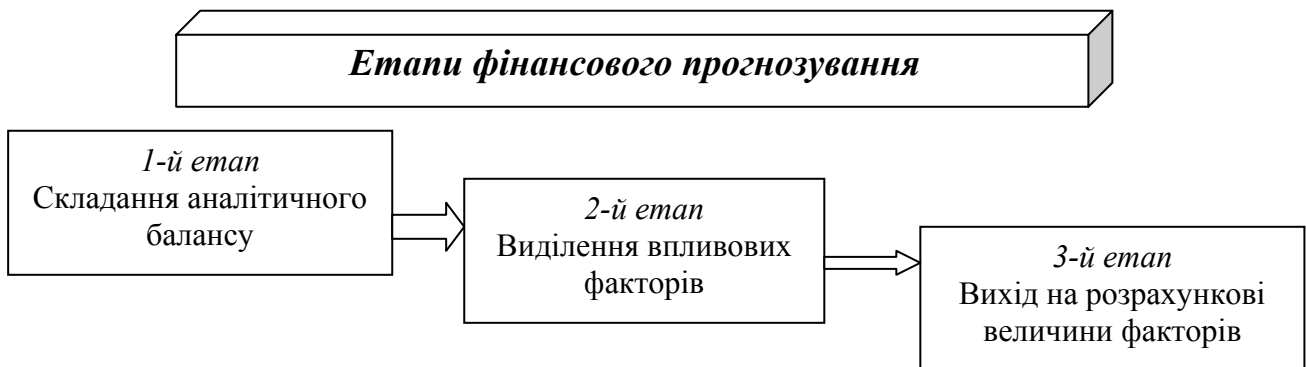 Етапи фінансового прогнозування
1-й етап
Складання аналітичного
балансу
2-й етап
Виділення впливових
факторів
3-й етап
Вихід на розрахункові
величини факторів